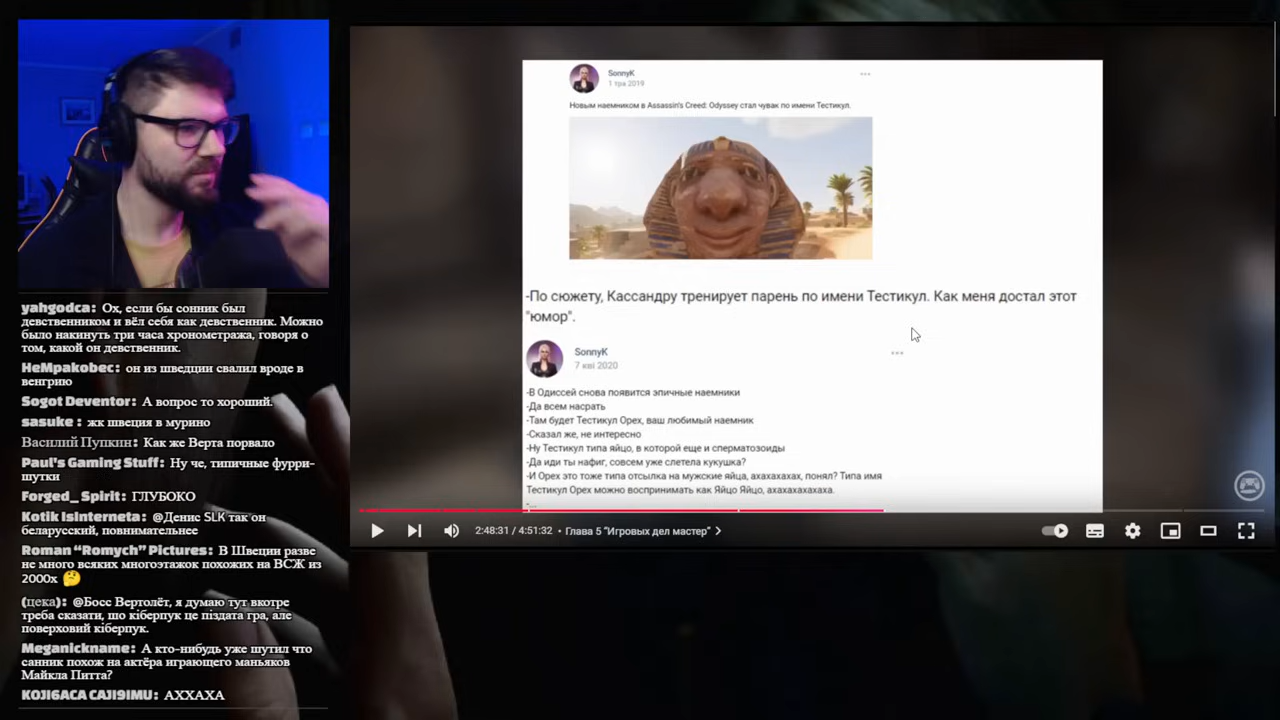 yahgodca: Ох, если бы сонник был
девственником и вёл себя как девственник. Можно
было накинуть три часа хронометража, говоря о
том, какой он девственник.
HeMpakobec: он из шведции свалил вроде в
венгрию
Sogot Deventor: А вопрос то хороший.
sasuke : жк швеция в мурино
Василий Пупкин: Как же Верта порвало
Paul's Gaming Stuff: Ну че, типичные фурри-
шутки
Forged_Spirit: ГЛУБОКО
Kotik IsInterneta: @Денис SLK так он
беларусский, повнимательнее
Roman “Romych” Pictures: В Швеции разве
не много всяких многоэтажок похожих на ВСЖ из
2000х 🤔
(цека): @Босс Вертолёт, я думаю тут вкотре
треба сказати, шо кіберпук це піздата гра, але
поверховий кіберпук.
Meganickname: А кто-нибудь уже шутил что
санник похож на актёра играющего маньяков
Майкла Питта?
KOJI6ACA CAJI9IMU: АХХАХА
SonnyK
1 тра 2019
Новым наемником в Assassin's Creed: Odyssey стал чувак по имени Тестикул.
-По сюжету, Кассандру тренирует парень по имени Тестикул. Как меня достал этот
"юмор".
SonnyK
7 кві 2020
-В Одиссей снова появится эпичные наемники
-Да всем насрать
-Там будет Тестикул Орех, ваш любимый наемник
-Сказал же, не интересно
-Ну Тестикул типа яйцо, в которой еще и сперматозоиды
-Да иди ты нафиг, совсем уже слетела кукушка?
-И Орех это тоже типа отсылка на мужские яйца, ахахахахах, понял? Типа имя
Тестикул Орех можно воспринимать как Яйцо Яйцо, ахахахахахаха.
-...
2:48:31 / 4:51:32 • Глава 5 “Игровых дел мастер”